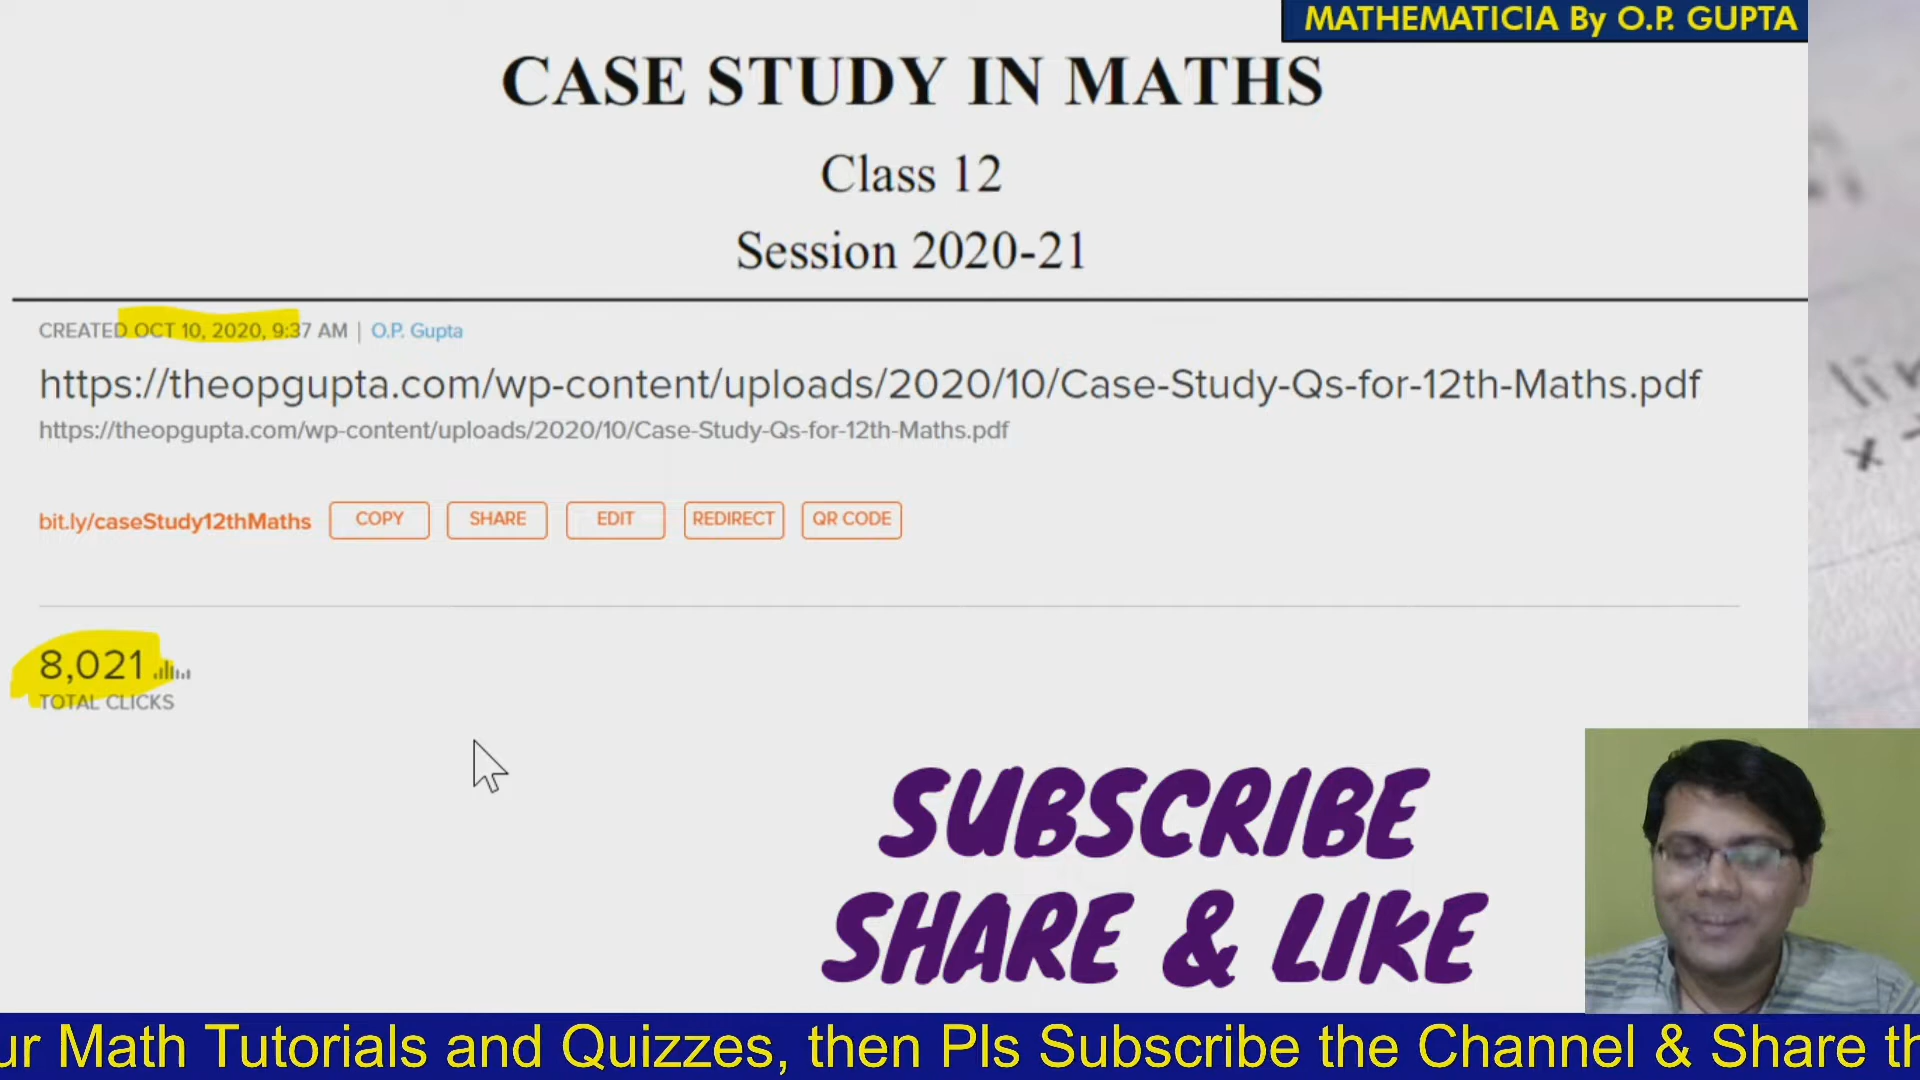 MATHEMATICIA By O.P. GUPTA
CASE STUDY IN MATHS
Class 12
Session 2020-21
CREATED OCT 10, 2020, 9:37 AM | O.P. Gupta
https://theopgupta.com/wp-content/uploads/2020/10/Case-Study-Qs-for-12th-Maths.pdf
https://theopgupta.com/wp-content/uploads/2020/10/Case-Study-Qs-for-12th-Maths.pdf
bit.ly/caseStudy12thMaths COPY SHARE EDIT REDIRECT QR CODE
8,021
TOTAL CLICKS
SUBSCRIBE
SHARE & LIKE
ur Math Tutorials and Quizzes, then Pls Subscribe the Channel & Share th